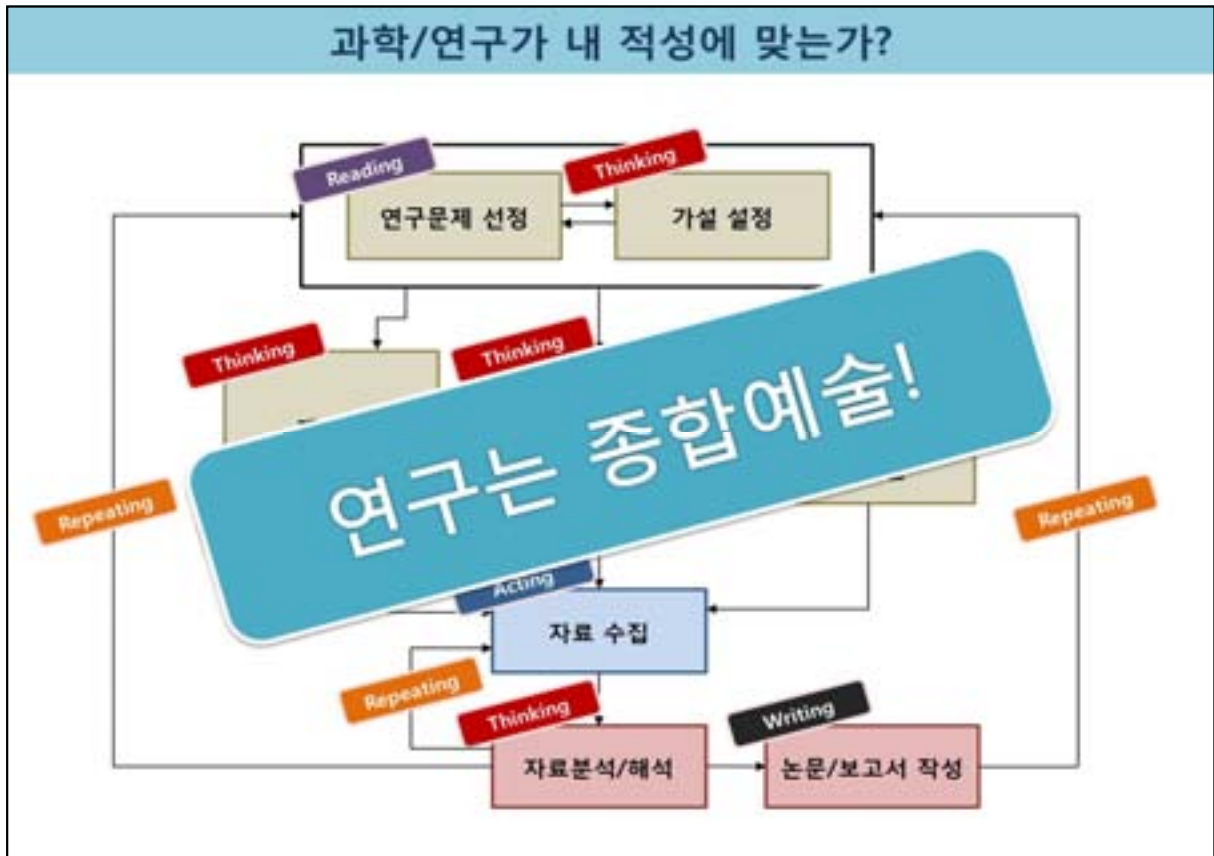 과학/연구가 내 적성에 맞는가?
Reading
Thinking
연구문제 선정
가설 설정
Thinking
Thinking
연구는 종합예술!
Repeating
Repeating
Acting
자료 수집
Repeating
Thinking
Writing
자료분석/해석
논문/보고서 작성